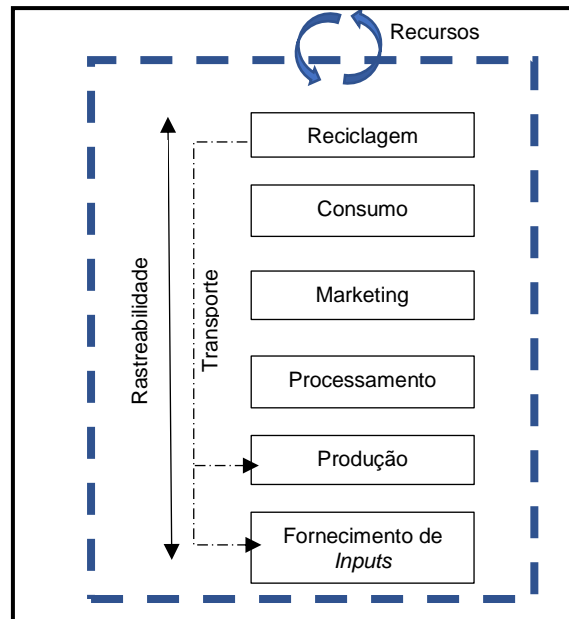 Recursos
Reciclagem
Consumo
Marketing
Processamento
Produção
Fornecimento de
Inputs
Rastreabilidade
Transporte